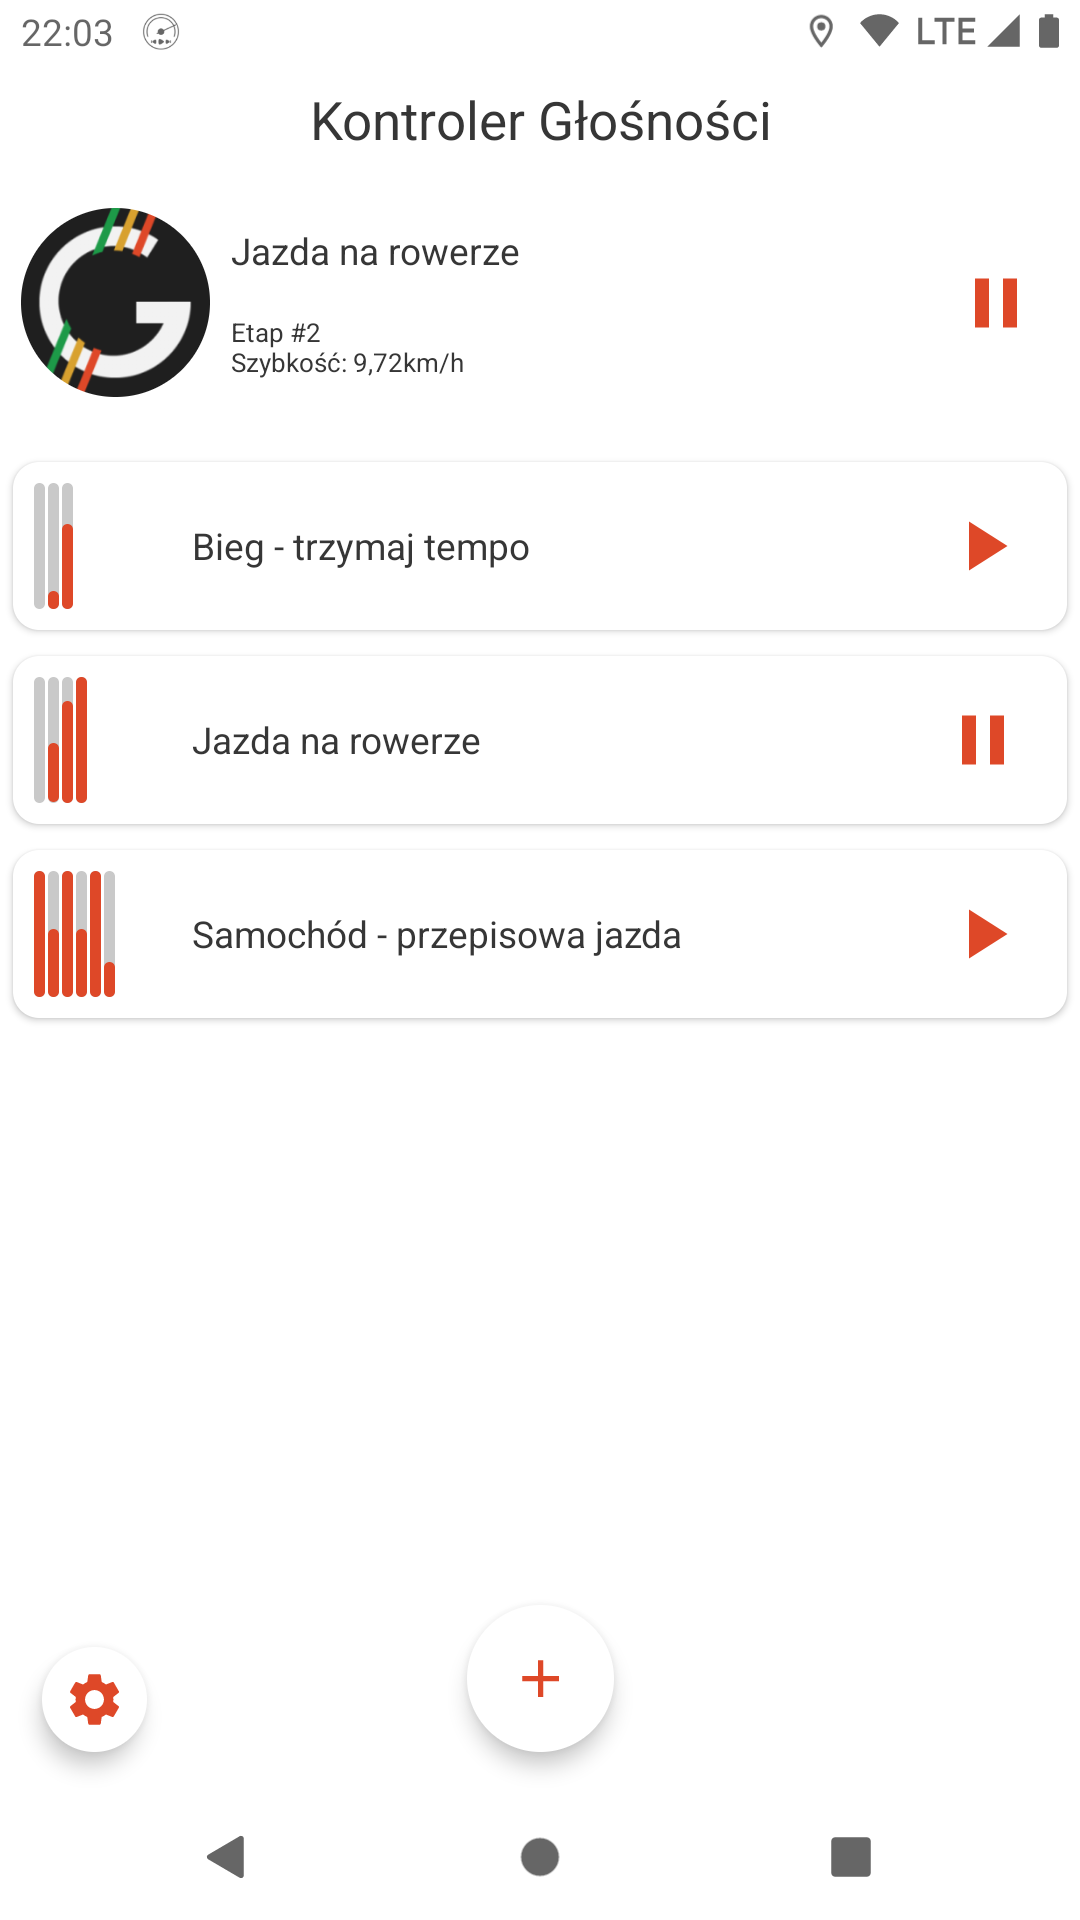 22:03
LTE
Kontroler Głośności
Jazda na rowerze
Etap #2
Szybkość: 9,72km/h
Bieg - trzymaj tempo
Jazda na rowerze
Samochód - przepisowa jazda